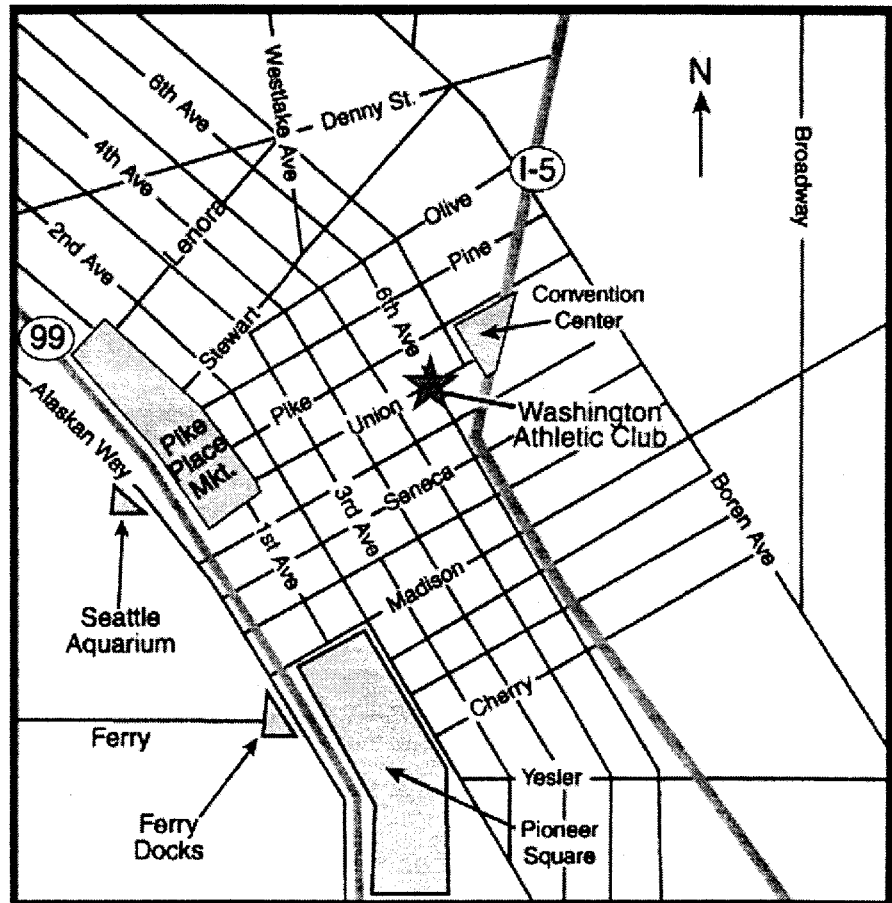 6th Ave
Westlake Ave
Denny St.
N
Broadway
4th Ave
I-5
Olive
2nd Ave
Lenora
Pine
6th Ave
Convention
Center
99
Stewart
Alaskan Way
Pike
Place
Mkt.
Pike
Union
Washington
Athletic Club
Seneca
3rd Ave
1st Ave
Boren Ave
Madison
Seattle
Aquarium
Cherry
Ferry
Yesler
Ferry
Docks
Pioneer
Square